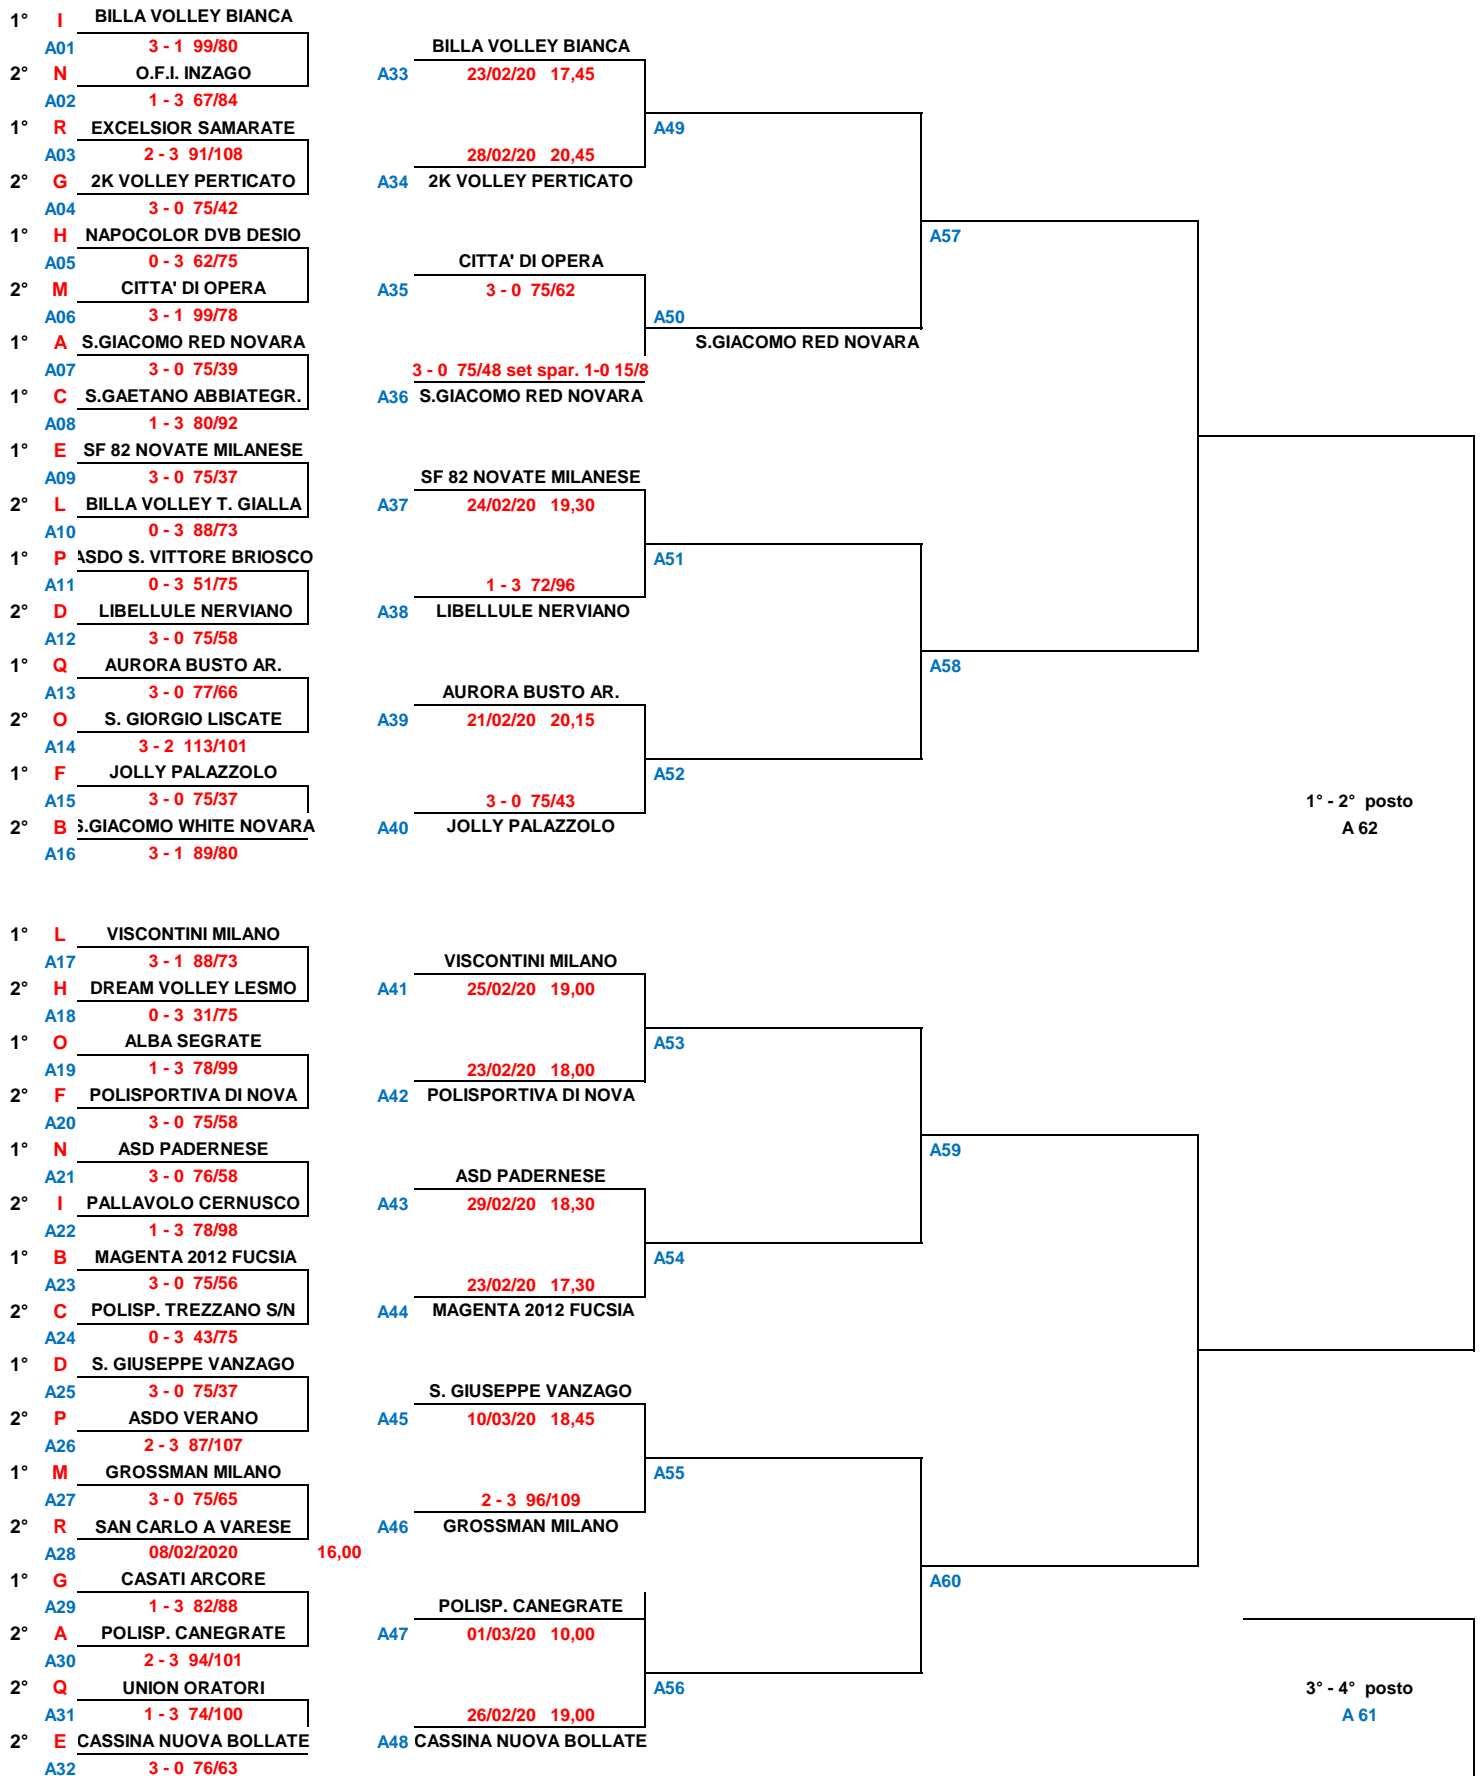 1° I BILLA VOLLEY BIANCA
A01 3 - 1 99/80 BILLA VOLLEY BIANCA
2° N O.F.I. INZAGO A33 23/02/20 17,45
A02 1 - 3 67/84
1° R EXCELSIOR SAMARATE A49
A03 2 - 3 91/108 28/02/20 20,45
2° G 2K VOLLEY PERTICATO A34 2K VOLLEY PERTICATO
A04 3 - 0 75/42
1° H NAPOCOLOR DVB DESIO A57
A05 0 - 3 62/75 CITTA' DI OPERA
2° M CITTA' DI OPERA A35 3 - 0 75/62
A06 3 - 1 99/78 A50
1° A S.GIACOMO RED NOVARA S.GIACOMO RED NOVARA
A07 3 - 0 75/39 3 - 0 75/48 set spar. 1-0 15/8
1° C S.GAETANO ABBIATEGR. A36 S.GIACOMO RED NOVARA
A08 1 - 3 80/92
1° E SF 82 NOVATE MILANESE
A09 3 - 0 75/37 SF 82 NOVATE MILANESE
2° L BILLA VOLLEY T. GIALLA A37 24/02/20 19,30
A10 0 - 3 88/73
1° P ASDO S. VITTORE BRIOSCO A51
A11 0 - 3 51/75 1 - 3 72/96
2° D LIBELLULE NERVIANO A38 LIBELLULE NERVIANO
A12 3 - 0 75/58
1° Q AURORA BUSTO AR. A58
A13 3 - 0 77/66 AURORA BUSTO AR.
2° O S. GIORGIO LISCATE A39 21/02/20 20,15
A14 3 - 2 113/101
1° F JOLLY PALAZZOLO A52
A15 3 - 0 75/37 3 - 0 75/43 1° - 2° posto
2° B S.GIACOMO WHITE NOVARA A40 JOLLY PALAZZOLO A 62
A16 3 - 1 89/80
1° L VISCONTINI MILANO
A17 3 - 1 88/73 VISCONTINI MILANO
2° H DREAM VOLLEY LESMO A41 25/02/20 19,00
A18 0 - 3 31/75
1° O ALBA SEGRATE A53
A19 1 - 3 78/99 23/02/20 18,00
2° F POLISPORTIVA DI NOVA A42 POLISPORTIVA DI NOVA
A20 3 - 0 75/58
1° N ASD PADERNESE A59
A21 3 - 0 76/58 ASD PADERNESE
2° I PALLAVOLO CERNUSCO A43 29/02/20 18,30
A22 1 - 3 78/98
1° B MAGENTA 2012 FUCSIA A54
A23 3 - 0 75/56 23/02/20 17,30
2° C POLISP. TREZZANO S/N A44 MAGENTA 2012 FUCSIA
A24 0 - 3 43/75
1° D S. GIUSEPPE VANZAGO
A25 3 - 0 75/37 S. GIUSEPPE VANZAGO
2° P ASDO VERANO A45 10/03/20 18,45
A26 2 - 3 87/107
1° M GROSSMAN MILANO A55
A27 3 - 0 75/65 2 - 3 96/109
2° R SAN CARLO A VARESE A46 GROSSMAN MILANO
A28 08/02/2020 16,00
1° G CASATI ARCORE A60
A29 1 - 3 82/88 POLISP. CANEGRATE
2° A POLISP. CANEGRATE A47 01/03/20 10,00
A30 2 - 3 94/101
2° Q UNION ORATORI A56 3° - 4° posto
A31 1 - 3 74/100 26/02/20 19,00 A 61
2° E CASSINA NUOVA BOLLATE A48 CASSINA NUOVA BOLLATE
A32 3 - 0 76/63